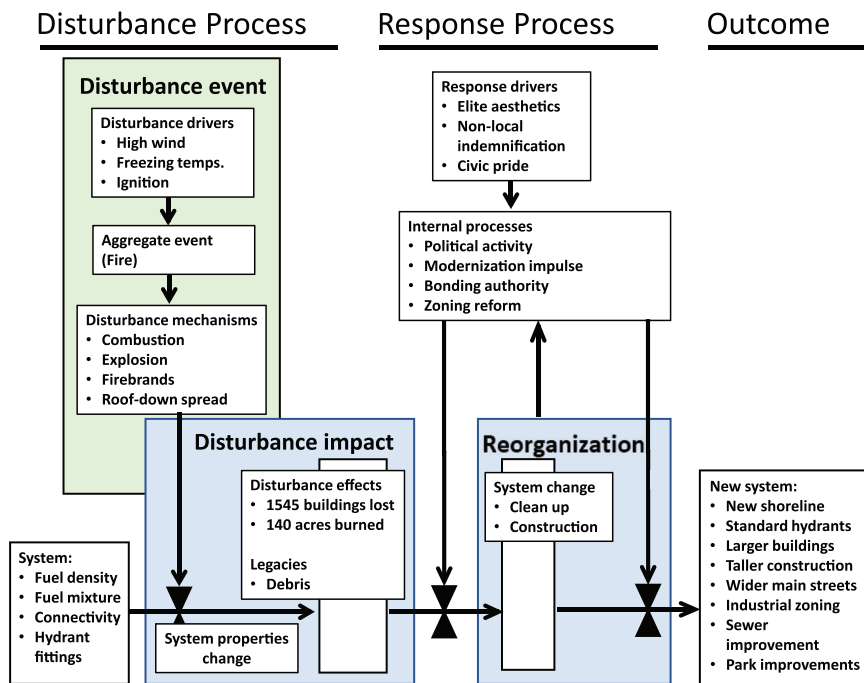 Disturbance Process
Response Process
Outcome
Disturbance event
Disturbance drivers
• High wind
• Freezing temps.
• Ignition
Aggregate event
(Fire)
Disturbance mechanisms
• Combustion
• Explosion
• Firebrands
• Roof-down spread
Disturbance impact
Disturbance effects
• 1545 buildings lost
• 140 acres burned
Legacies
• Debris
System:
• Fuel density
• Fuel mixture
• Connectivity
• Hydrant
fittings
System properties
change
Response drivers
• Elite aesthetics
• Non-local
indemnification
• Civic pride
Internal processes
• Political activity
• Modernization impulse
• Bonding authority
• Zoning reform
Reorganization
System change
• Clean up
• Construction
New system:
• New shoreline
• Standard hydrants
• Larger buildings
• Taller construction
• Wider main streets
• Industrial zoning
• Sewer
improvement
• Park improvements